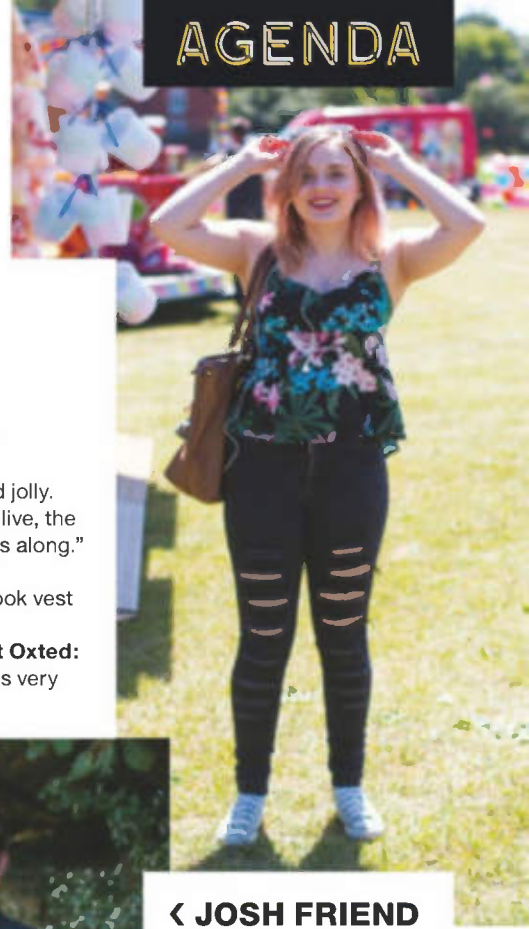 AGENDA
d jolly.
live, the
s along."
ook vest
t Oxted:
s very
< JOSH FRIEND